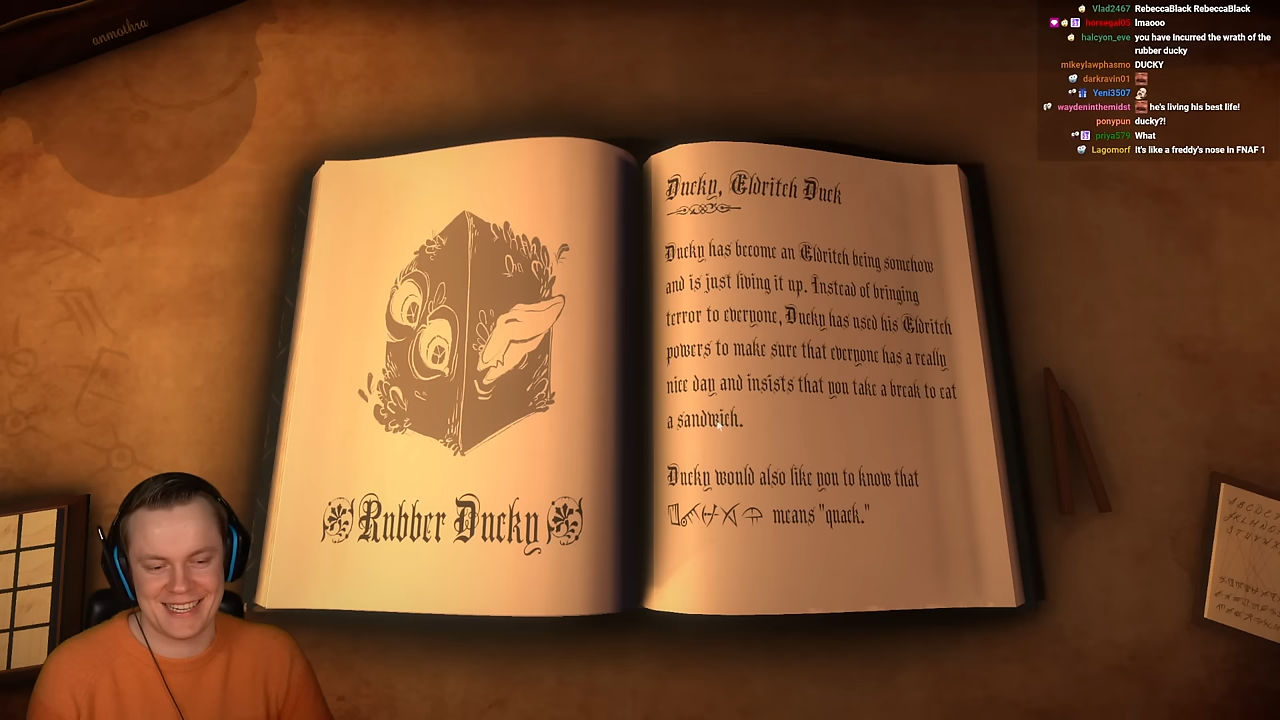 anmothra
Vlad2467 RebeccaBlack RebeccaBlack
horsegal05 lmaooo
halcyon_eve you have incurred the wrath of the
rubber ducky
mikeylawphasmo DUCKY
darkravin01
Yeni3507
waydeninthemidst he's living his best life!
ponypun ducky?!
priya579 What
Lagomorf It's like a freddy's nose in FNAF 1
Rubber Ducky
Ducky, Eldritch Duck
Ducky has become an Eldritch being somehow
and is just living it up. Instead of bringing
terror to everyone, Ducky has used his Eldritch
powers to make sure that everyone has a really
nice day and insists that you take a break to eat
a sandwich.
Ducky would also like you to know that
means "quack."